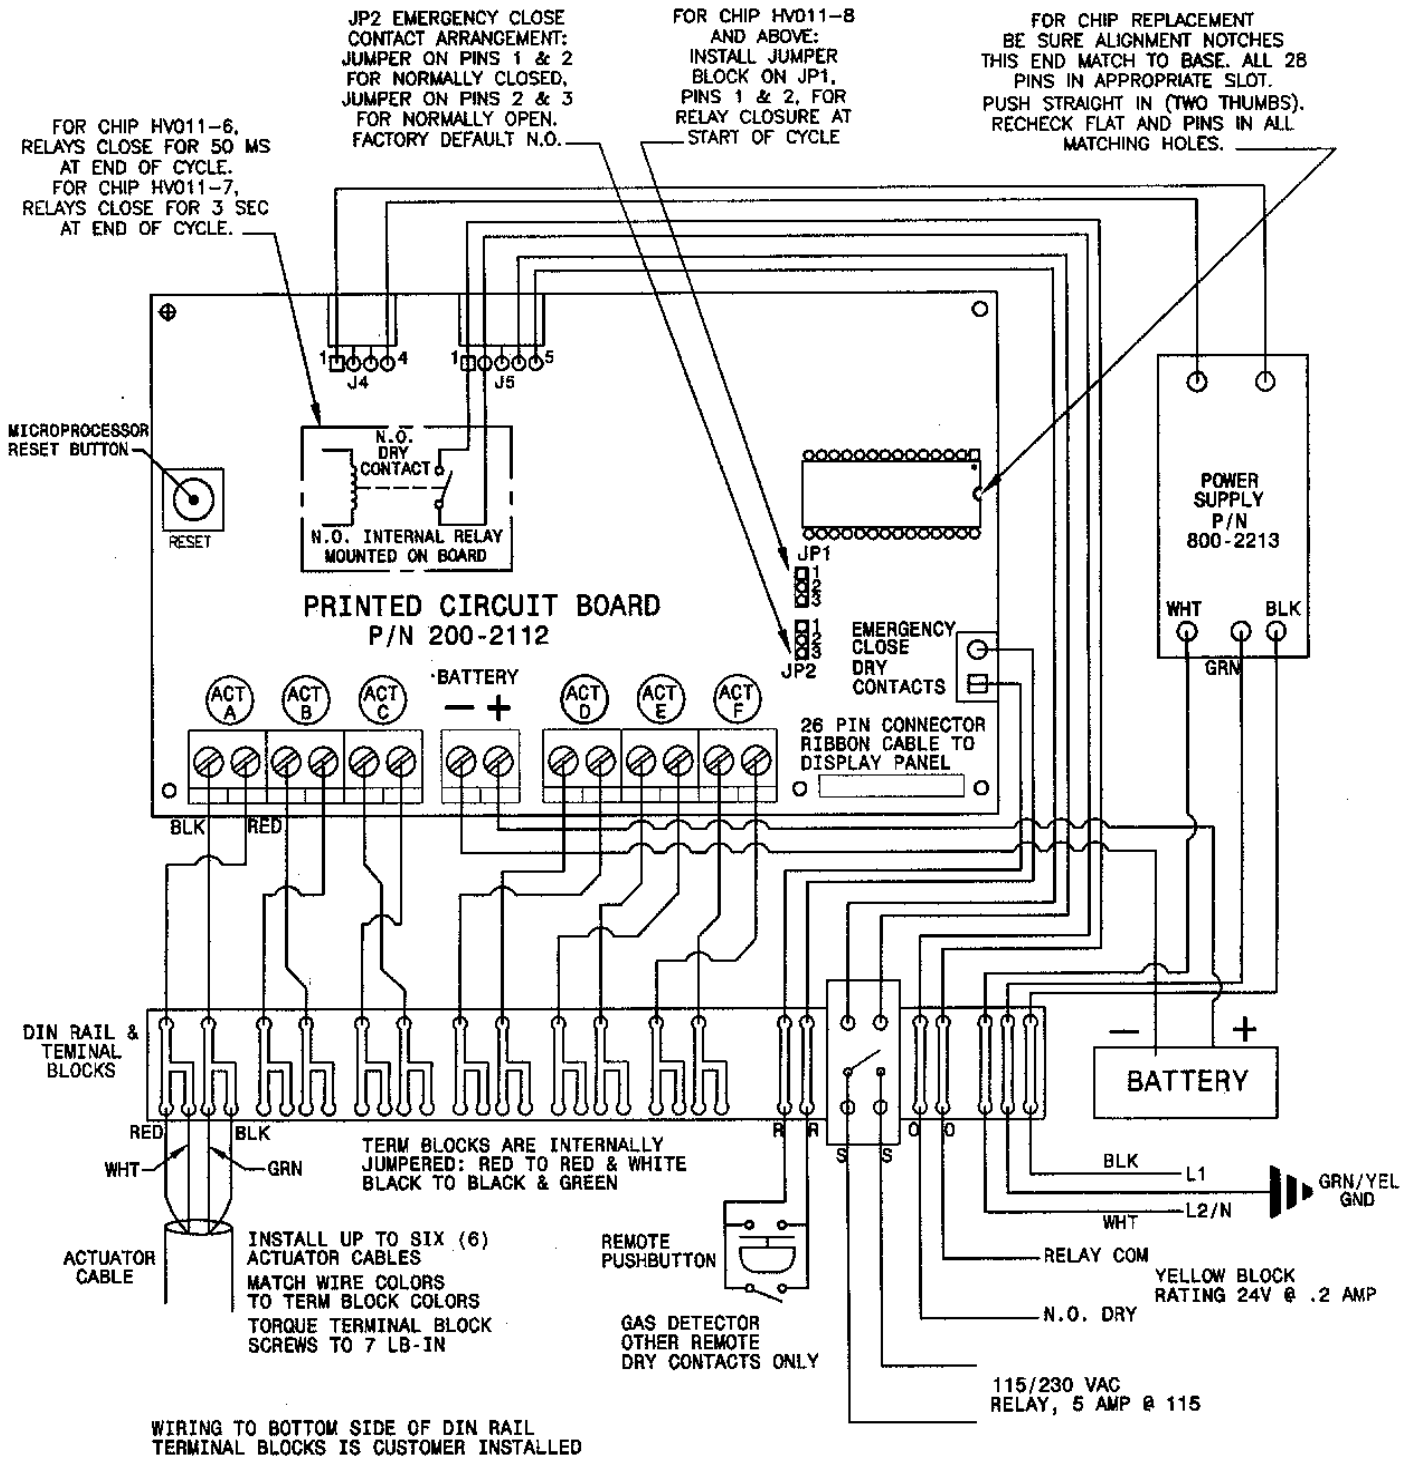 JP2 EMERGENCY CLOSE
CONTACT ARRANGEMENT:
JUMPER ON PINS 1 & 2
FOR NORMALLY CLOSED,
JUMPER ON PINS 2 & 3
FOR NORMALLY OPEN.
FACTORY DEFAULT N.O.
FOR CHIP HV011-8
AND ABOVE:
INSTALL JUMPER
BLOCK ON JP1,
PINS 1 & 2, FOR
RELAY CLOSURE AT
START OF CYCLE
FOR CHIP REPLACEMENT
BE SURE ALIGNMENT NOTCHES
THIS END MATCH TO BASE. ALL 28
PINS IN APPROPRIATE SLOT.
PUSH STRAIGHT IN (TWO THUMBS).
RECHECK FLAT AND PINS IN ALL
MATCHING HOLES.
FOR CHIP HV011-6,
RELAYS CLOSE FOR 50 MS
AT END OF CYCLE.
FOR CHIP HV011-7,
RELAYS CLOSE FOR 3 SEC
AT END OF CYCLE.
1 4
J4
1 5
J5
MICROPROCESSOR
RESET BUTTON
RESET
N.O.
DRY
CONTACT
N.O. INTERNAL RELAY
MOUNTED ON BOARD
PRINTED CIRCUIT BOARD
P/N 200-2112
JP1
1
2
3
1
2
3
JP2
EMERGENCY
CLOSE
DRY
CONTACTS
POWER
SUPPLY
P/N
800-2213
WHT
BLK
GRN
ACT
A
ACT
B
ACT
C
BATTERY
- +
ACT
D
ACT
E
ACT
F
26 PIN CONNECTOR
RIBBON CABLE TO
DISPLAY PANEL
BLK
RED
DIN RAIL &
TEMINAL
BLOCKS
- +
BATTERY
RED
BLK
WHT
GRN
TERM BLOCKS ARE INTERNALLY
JUMPERED: RED TO RED & WHITE
BLACK TO BLACK & GREEN
R R
S S
O O
BLK
L1
GRN/YEL
GND
L2/N
WHT
ACTUATOR
CABLE
INSTALL UP TO SIX (6)
ACTUATOR CABLES
MATCH WIRE COLORS
TO TERM BLOCK COLORS
TORQUE TERMINAL BLOCK
SCREWS TO 7 LB-IN
REMOTE
PUSHBUTTON
GAS DETECTOR
OTHER REMOTE
DRY CONTACTS ONLY
RELAY COM
YELLOW BLOCK
RATING 24V @ .2 AMP
N.O. DRY
115/230 VAC
RELAY, 5 AMP @ 115
WIRING TO BOTTOM SIDE OF DIN RAIL
TERMINAL BLOCKS IS CUSTOMER INSTALLED